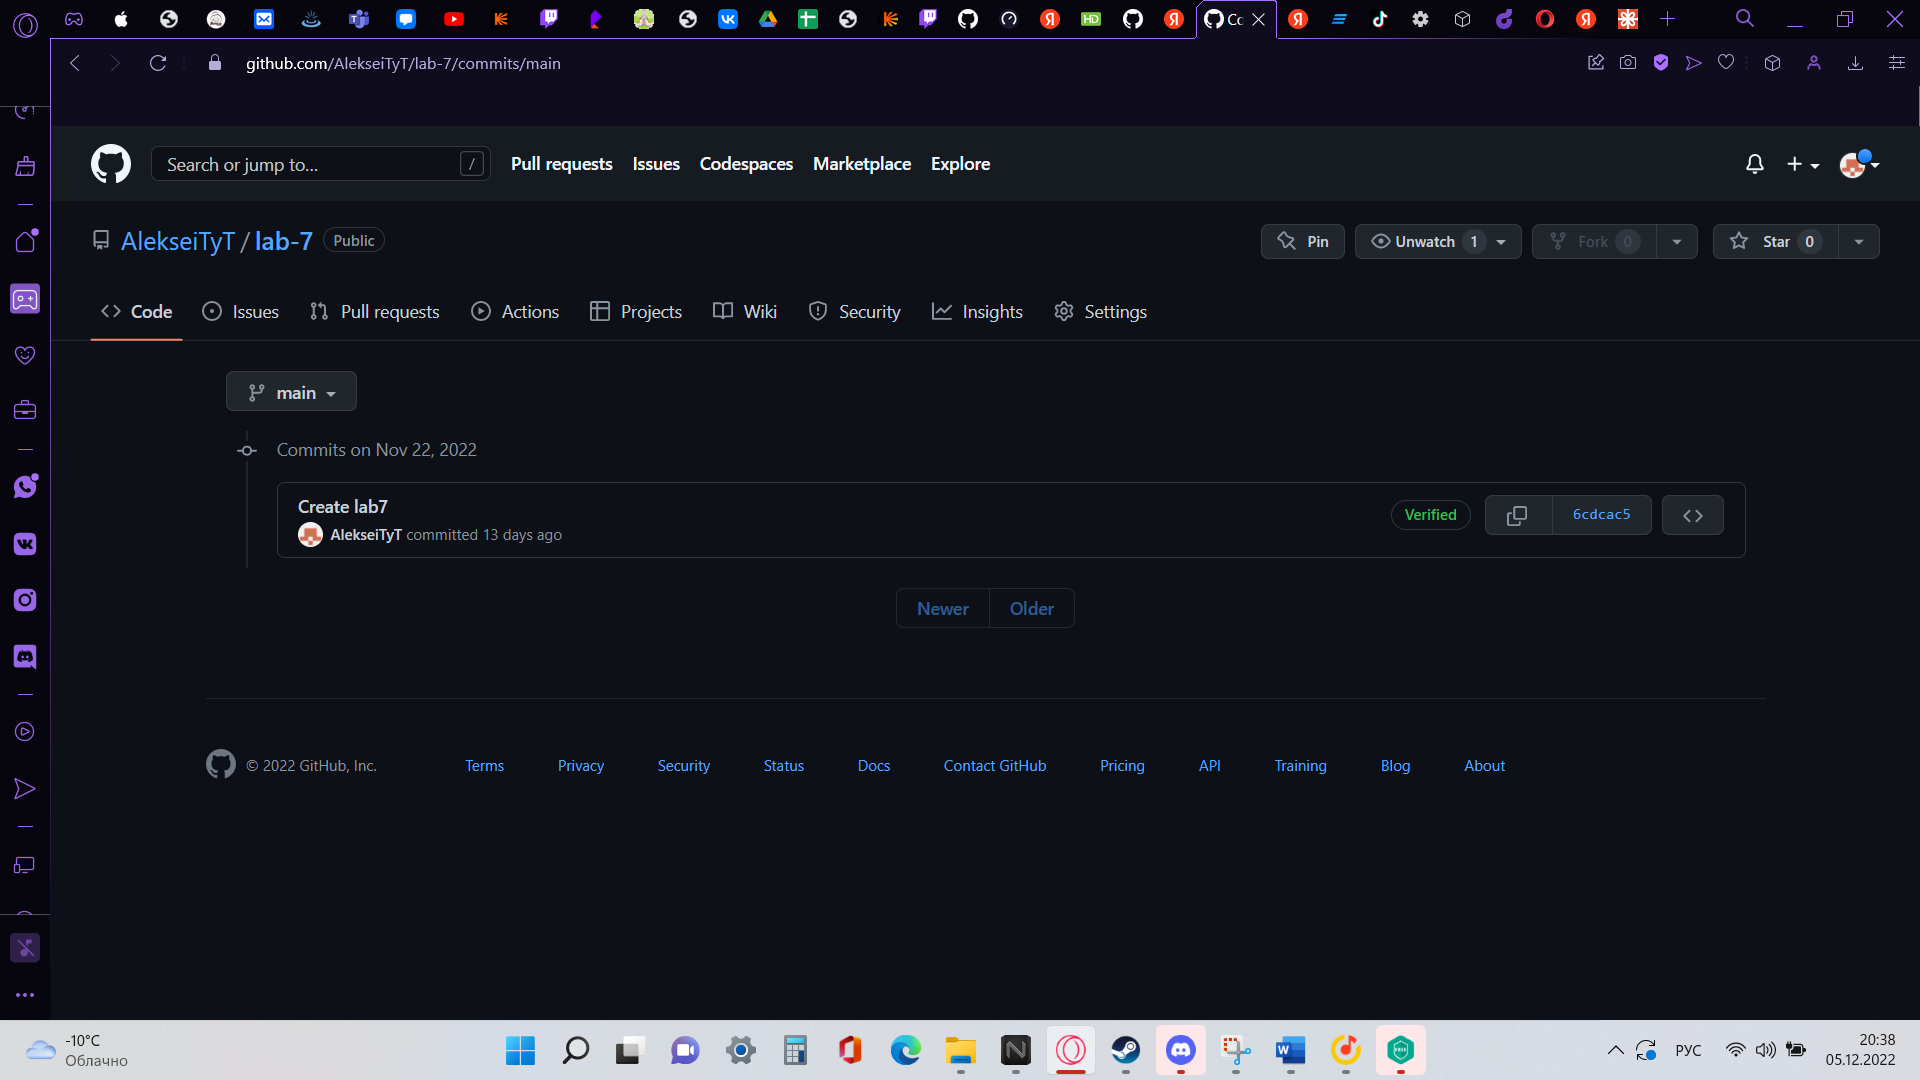 Cc
github.com/AlekseiTyT/lab-7/commits/main
Search or jump to... /
Pull requests Issues Codespaces Marketplace Explore
AlekseiTyT / lab-7 Public
Pin Unwatch 1 Fork 0 Star 0
Code Issues Pull requests Actions Projects Wiki Security Insights Settings
main
Commits on Nov 22, 2022
Create lab7
AlekseiTyT committed 13 days ago
Verified 6cdcac5
Newer Older
© 2022 GitHub, Inc. Terms Privacy Security Status Docs Contact GitHub Pricing API Training Blog About
-10°C
Облачно
РУС
20:38
05.12.2022